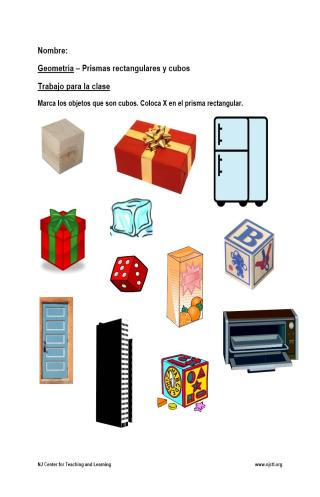 Nombre:
Geometría – Prismas rectangulares y cubos
Trabajo para la clase
Marca los objetos que son cubos. Coloca X en el prisma rectangular.
B
NJ Center for Teaching and Learning
www.njctl.org